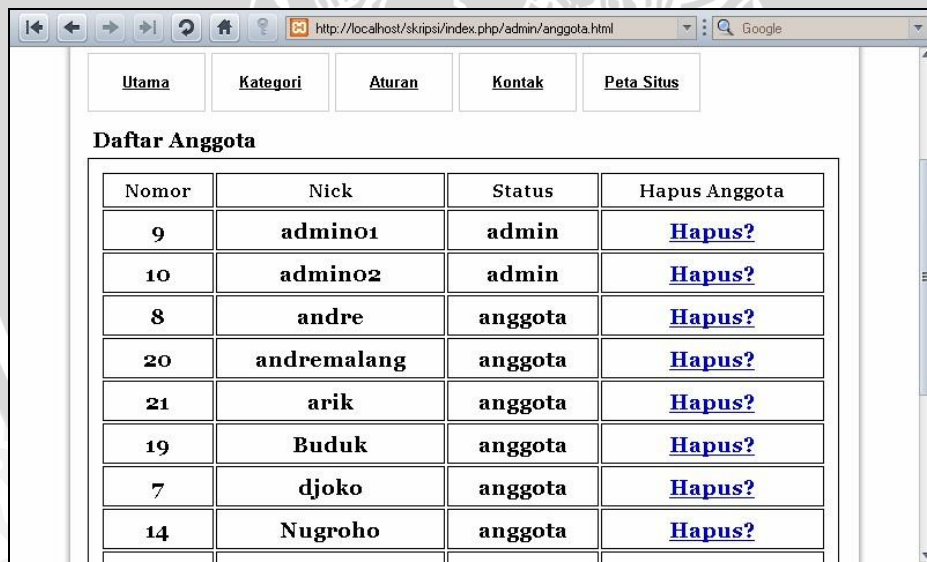 http://localhost/skripsi/index.php/admin/anggota.html Google
Utama Kategori Aturan Kontak Peta Situs
Daftar Anggota
Nomor Nick Status Hapus Anggota
9 admin01 admin Hapus?
10 admin02 admin Hapus?
8 andre anggota Hapus?
20 andremalang anggota Hapus?
21 arik anggota Hapus?
19 Buduk anggota Hapus?
7 djoko anggota Hapus?
14 Nugroho anggota Hapus?